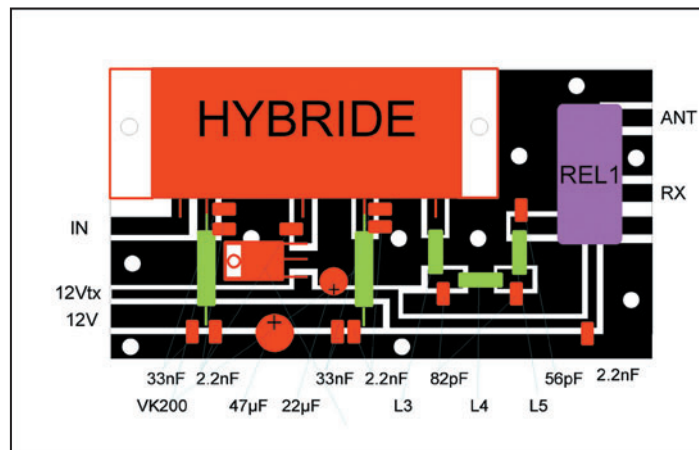 HYBRIDE
REL1
ANT
RX
IN
12Vtx
12V
+
+
33nF 2.2nF 33nF 2.2nF 82pF 56pF 2.2nF
VK200 47µF 22µF L3 L4 L5